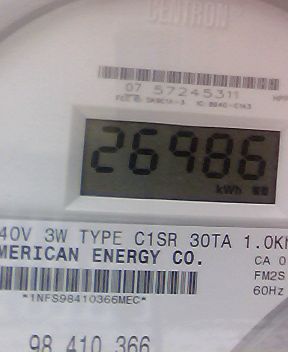 CENTRON
07 57245311
26986
kWh
40V 3W TYPE C1SR 30TA 1.0Kh
MERICAN ENERGY CO.
CA 0
FM2S
*1NFS98410366MEC*
60Hz
98 410 366